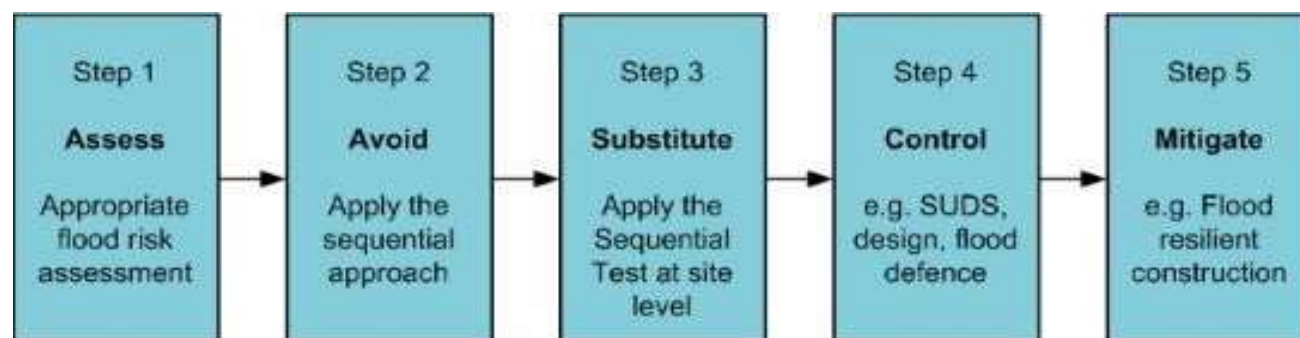 Step 1
Assess
Appropriate
flood risk
assessment
Step 2
Avoid
Apply the
sequential
approach
Step 3
Substitute
Apply the
Sequential
Test at site
level
Step 4
Control
e.g. SUDS,
design, flood
defence
Step 5
Mitigate
e.g. Flood
resilient
construction